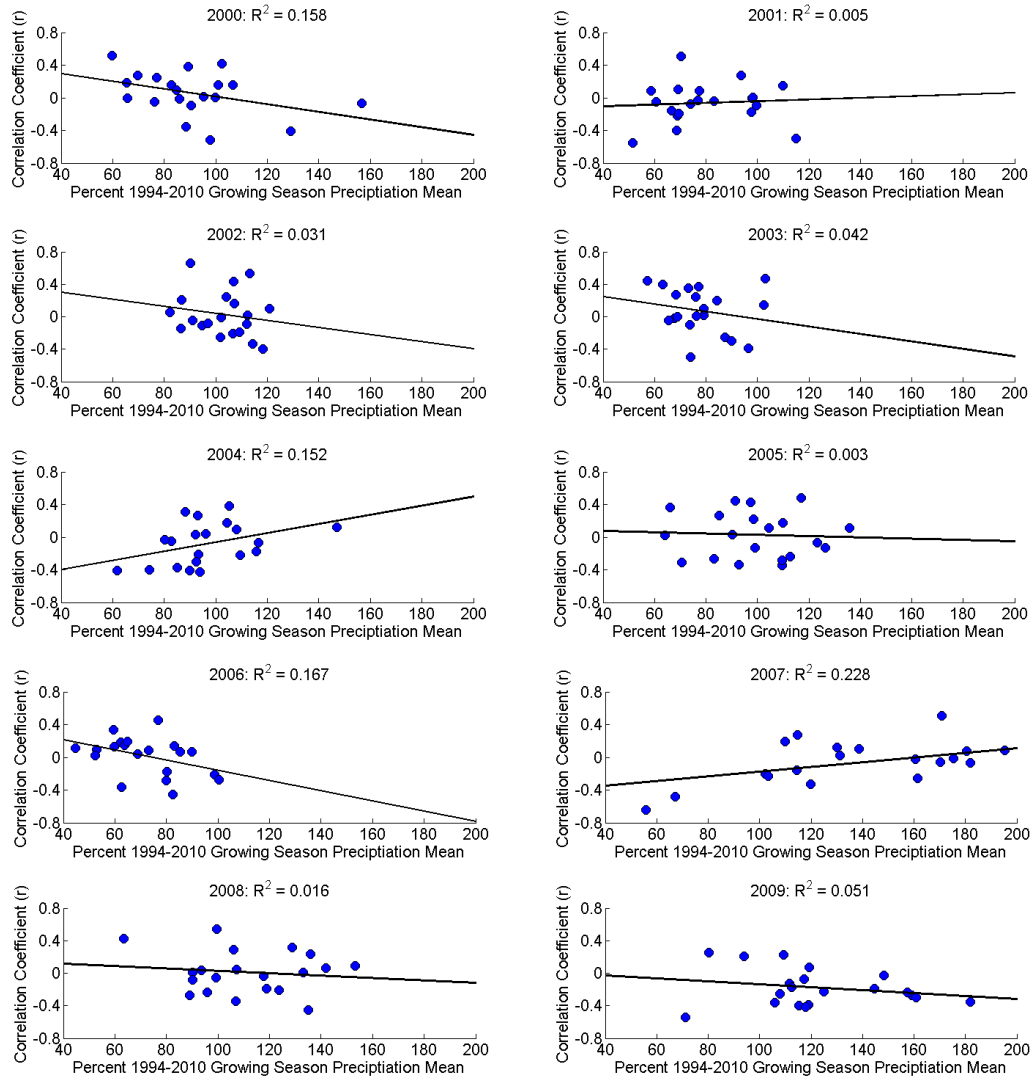 2000: R² = 0.158
Correlation Coefficient (r)
0.8
0.4
0
-0.4
-0.8
40 60 80 100 120 140 160 180 200
Percent 1994-2010 Growing Season Preciptiation Mean
2001: R² = 0.005
Correlation Coefficient (r)
0.8
0.4
0
-0.4
-0.8
40 60 80 100 120 140 160 180 200
Percent 1994-2010 Growing Season Preciptiation Mean
2002: R² = 0.031
Correlation Coefficient (r)
0.8
0.4
0
-0.4
-0.8
40 60 80 100 120 140 160 180 200
Percent 1994-2010 Growing Season Preciptiation Mean
2003: R² = 0.042
Correlation Coefficient (r)
0.8
0.4
0
-0.4
-0.8
40 60 80 100 120 140 160 180 200
Percent 1994-2010 Growing Season Preciptiation Mean
2004: R² = 0.152
Correlation Coefficient (r)
0.8
0.4
0
-0.4
-0.8
40 60 80 100 120 140 160 180 200
Percent 1994-2010 Growing Season Preciptiation Mean
2005: R² = 0.003
Correlation Coefficient (r)
0.8
0.4
0
-0.4
-0.8
40 60 80 100 120 140 160 180 200
Percent 1994-2010 Growing Season Preciptiation Mean
2006: R² = 0.167
Correlation Coefficient (r)
0.8
0.4
0
-0.4
-0.8
40 60 80 100 120 140 160 180 200
Percent 1994-2010 Growing Season Preciptiation Mean
2007: R² = 0.228
Correlation Coefficient (r)
0.8
0.4
0
-0.4
-0.8
40 60 80 100 120 140 160 180 200
Percent 1994-2010 Growing Season Preciptiation Mean
2008: R² = 0.016
Correlation Coefficient (r)
0.8
0.4
0
-0.4
-0.8
40 60 80 100 120 140 160 180 200
Percent 1994-2010 Growing Season Preciptiation Mean
2009: R² = 0.051
Correlation Coefficient (r)
0.8
0.4
0
-0.4
-0.8
40 60 80 100 120 140 160 180 200
Percent 1994-2010 Growing Season Preciptiation Mean